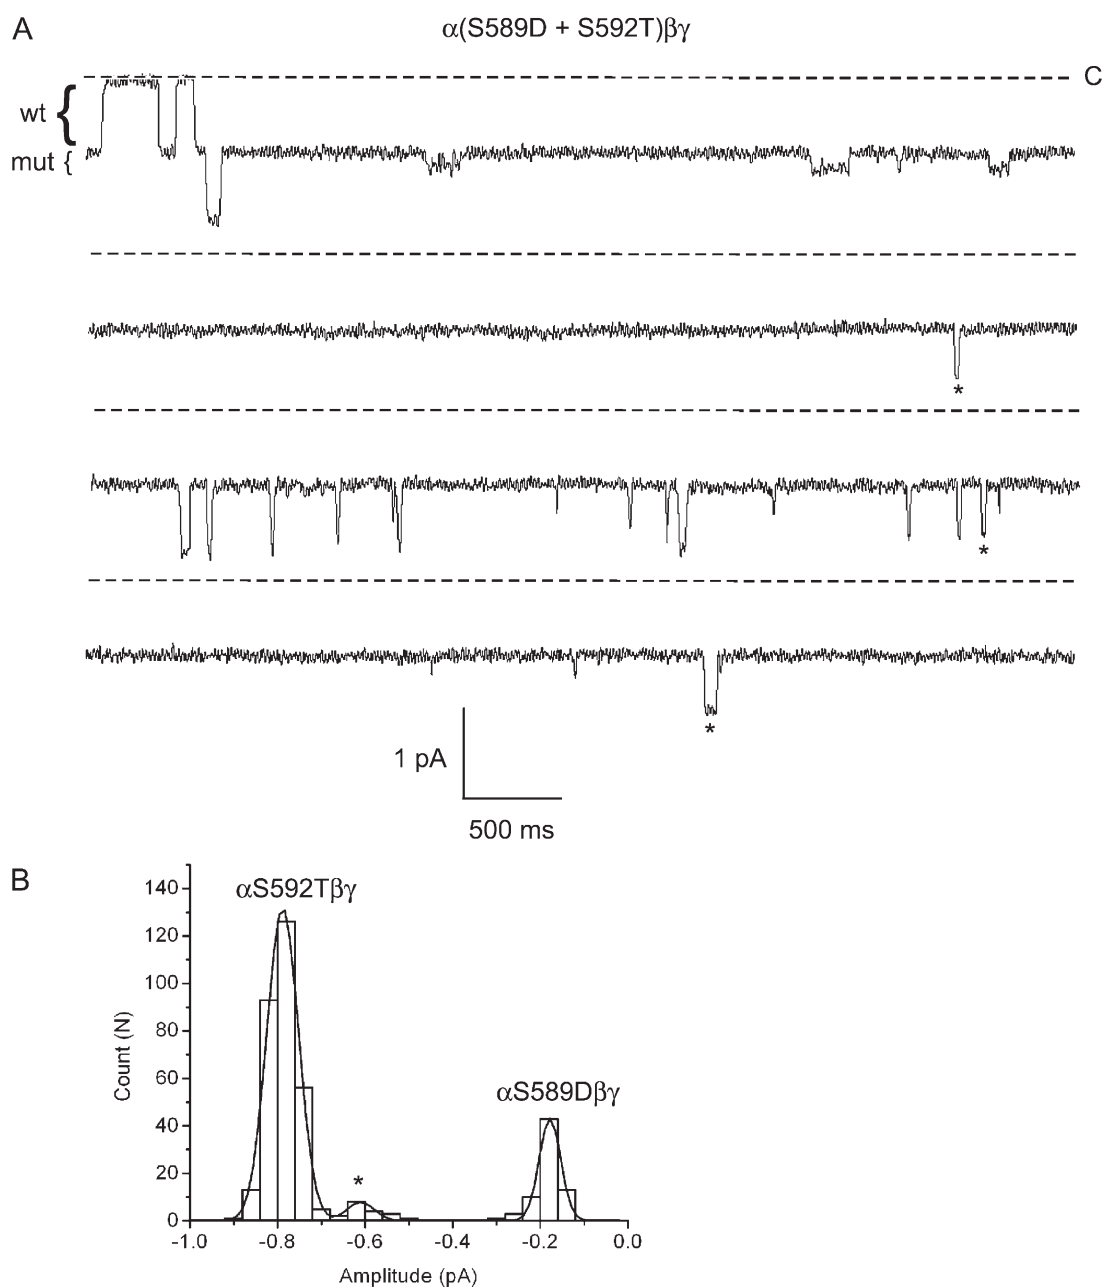 A
α(S589D + S592T)βγ
C
wt {
mut {
*
*
*
1 pA
500 ms
B
αS592Tβγ
αS589Dβγ
*
140
120
100
80
60
40
20
0
Count (N)
-1.0 -0.8 -0.6 -0.4 -0.2 0.0
Amplitude (pA)